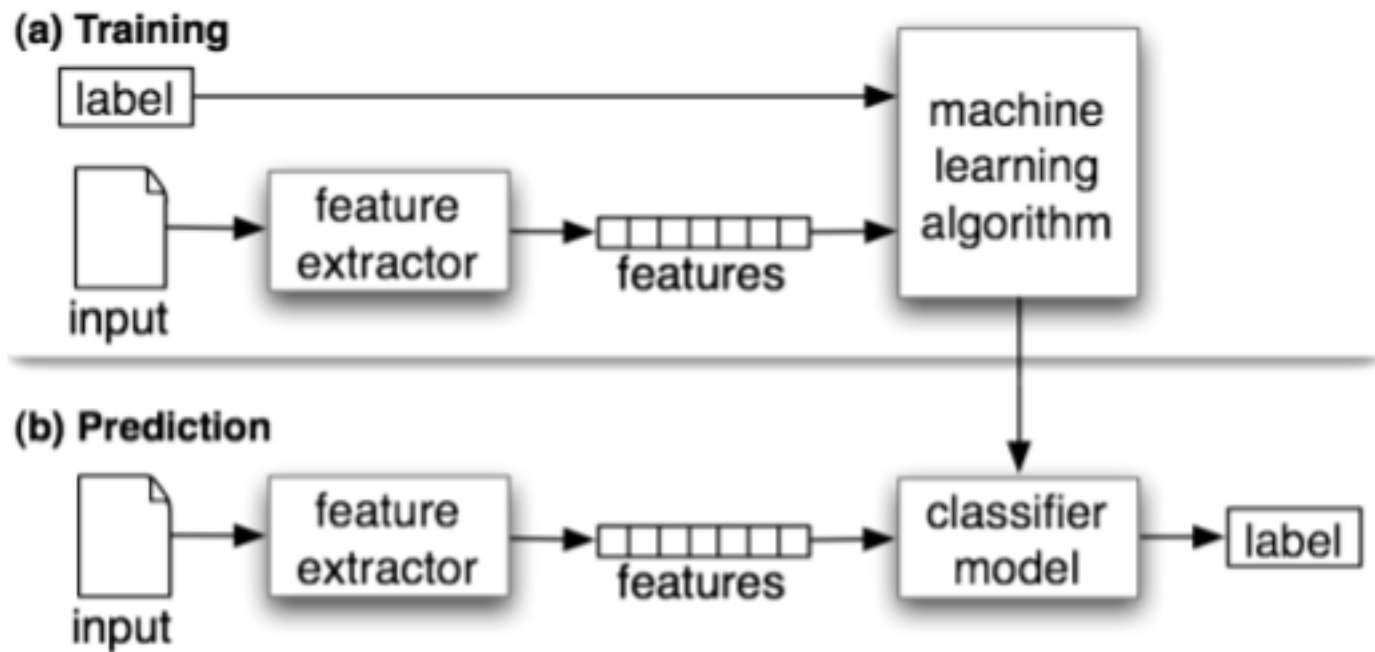 (a) Training
label
machine
learning
algorithm
feature
extractor
features
input
(b) Prediction
feature
extractor
features
classifier
model
label
input